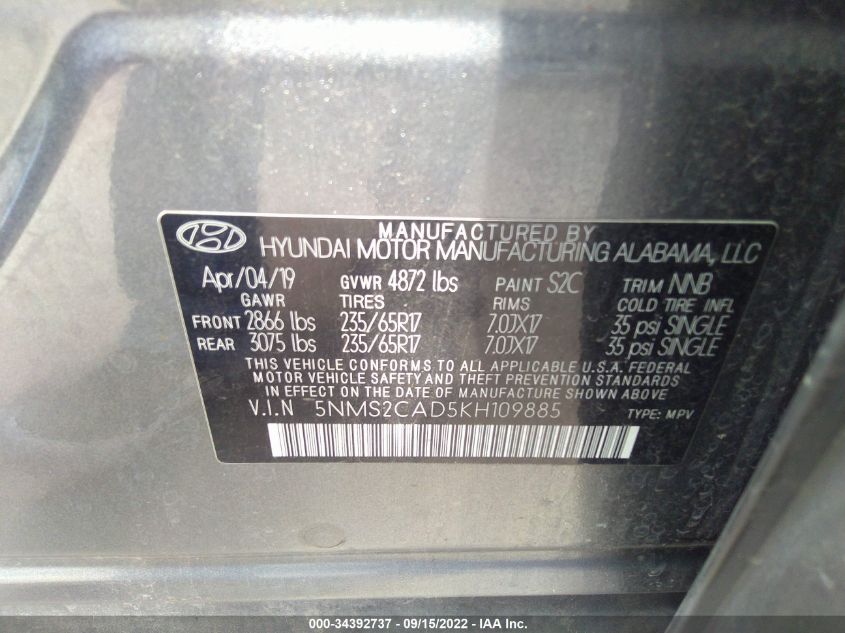 MANUFACTURED BY
HYUNDAI MOTOR MANUFACTURING ALABAMA, LLC
Apr/04/19 GVWR 4872 lbs PAINT S2C TRIM NNB
GAWR TIRES RIMS COLD TIRE INFL
FRONT 2866 lbs 235/65R17 7.0JX17 35 psi SINGLE
REAR 3075 lbs 235/65R17 7.0JX17 35 psi SINGLE
THIS VEHICLE CONFORMS TO ALL APPLICABLE U.S.A. FEDERAL
MOTOR VEHICLE SAFETY AND THEFT PREVENTION STANDARDS
IN EFFECT ON THE DATE OF MANUFACTURE SHOWN ABOVE
V.I.N 5NMS2CAD5KH109885 TYPE: MPV
000-34392737 - 09/15/2022 - IAA Inc.